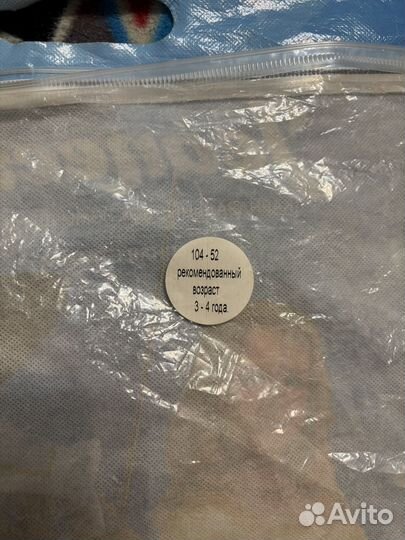 104 - 52
рекомендованный
возраст
3 - 4 года
Avito